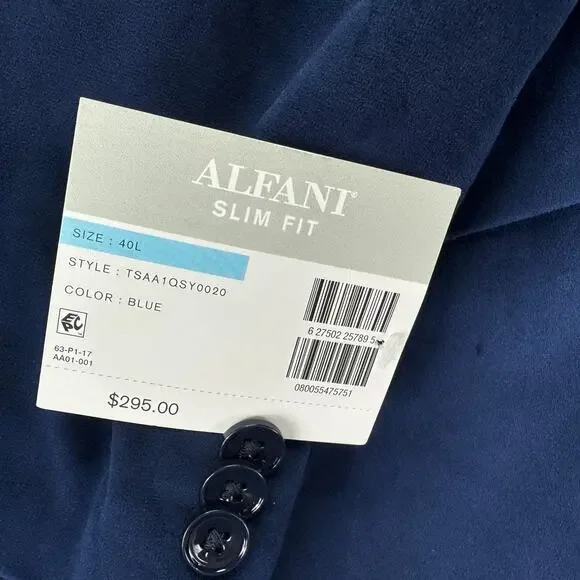 ALFANI®
SLIM FIT
SIZE : 40L
STYLE : TSAA1QSY0020
COLOR : BLUE
EPC
63-P1-17
AA01-001
$295.00
6 27502 25789 5
080055475751